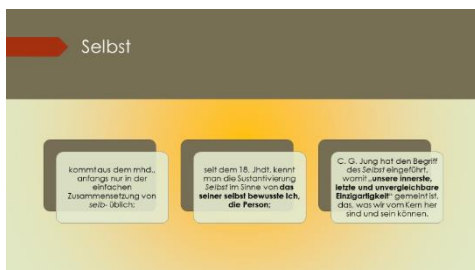 Selbst
kommt aus dem mhd.,
anfangs nur in der
einfachen
Zusammensetzung von
selb- üblich;
seit dem 18. Jhdt. kennt
man die Sustantivierung
Selbst im Sinne von das
seiner selbst bewusste Ich,
die Person;
C. G. Jung hat den Begriff
des Selbst eingeführt,
womit „unsere innerste,
letzte und unvergleichbare
Einzigartigkeit“ gemeint ist,
das, was wir vom Kern her
sind und sein können.